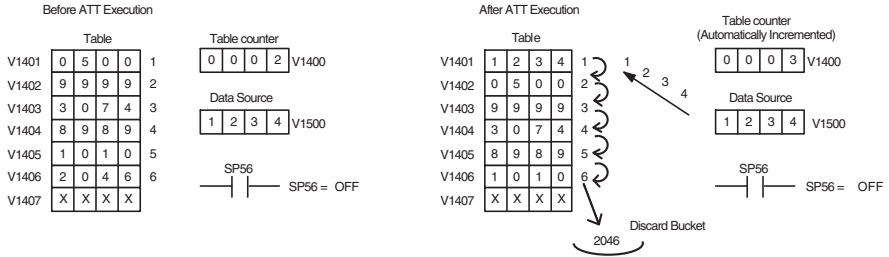 Before ATT Execution
Table
Table counter
V1401 0 5 0 0 1
0 0 0 2 V1400
V1402 9 9 9 9 2
V1403 3 0 7 4 3
Data Source
V1404 8 9 8 9 4
1 2 3 4 V1500
V1405 1 0 1 0 5
V1406 2 0 4 6 6
SP56
SP56 = OFF
V1407 X X X X
After ATT Execution
Table
Table counter
(Automatically Incremented)
V1401 1 2 3 4 1
1 2 3 4
0 0 0 3 V1400
V1402 0 5 0 0 2
V1403 9 9 9 9 3
Data Source
V1404 3 0 7 4 4
1 2 3 4 V1500
V1405 8 9 8 9 5
V1406 1 0 1 0 6
SP56
SP56 = OFF
V1407 X X X X
Discard Bucket
2046